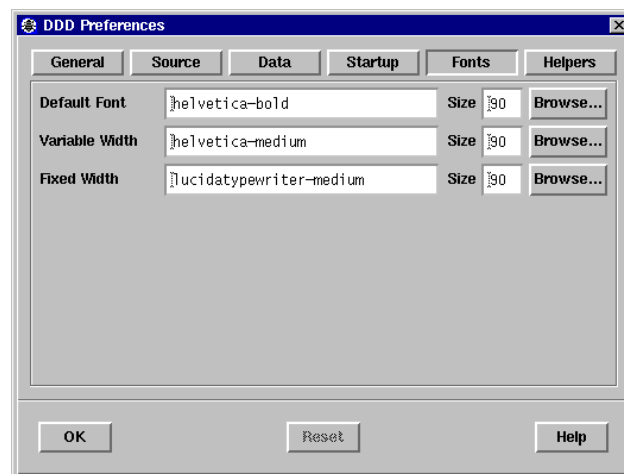 DDD Preferences
General Source Data Startup Fonts Helpers
Default Font helvetica-bold Size 90 Browse...
Variable Width helvetica-medium Size 90 Browse...
Fixed Width lucidatypewriter-medium Size 90 Browse...
OK Reset Help